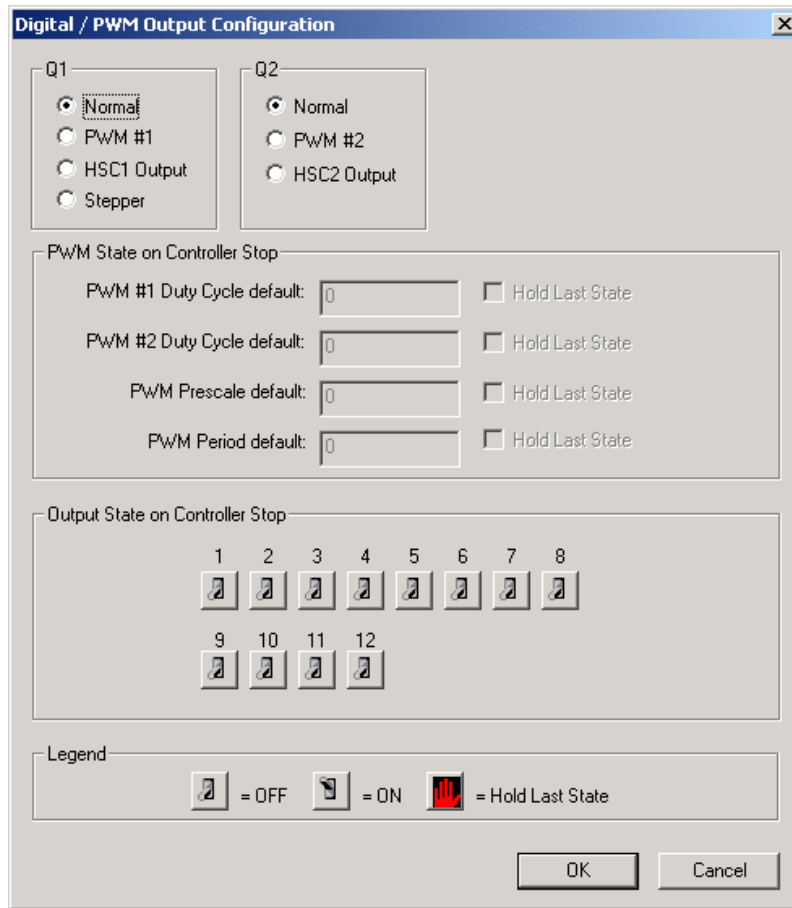 Digital / PWM Output Configuration
Q1
Normal
PWM #1
HSC1 Output
Stepper
Q2
Normal
PWM #2
HSC2 Output
PWM State on Controller Stop
PWM #1 Duty Cycle default: 0 Hold Last State
PWM #2 Duty Cycle default: 0 Hold Last State
PWM Prescale default: 0 Hold Last State
PWM Period default: 0 Hold Last State
Output State on Controller Stop
1 2 3 4 5 6 7 8
9 10 11 12
Legend
= OFF = ON = Hold Last State
OK Cancel